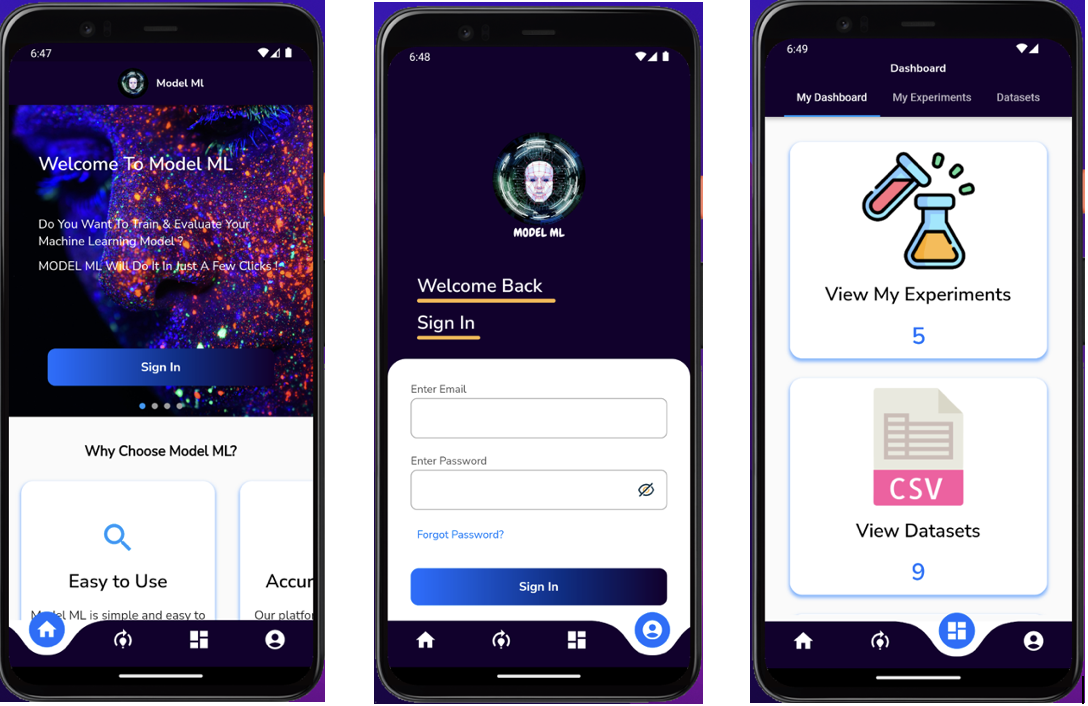 6:47
Model Ml
Welcome To Model ML
Do You Want To Train & Evaluate Your
Machine Learning Model ?
MODEL ML Will Do It In Just A Few Clicks !
Sign In
Why Choose Model ML?
Easy to Use
Model ML is simple and easy to
Accur
Our platfo
6:48
MODEL ML
Welcome Back
Sign In
Enter Email
Enter Password
Forgot Password?
Sign In
6:49
Dashboard
My Dashboard My Experiments Datasets
View My Experiments
5
CSV
View Datasets
9